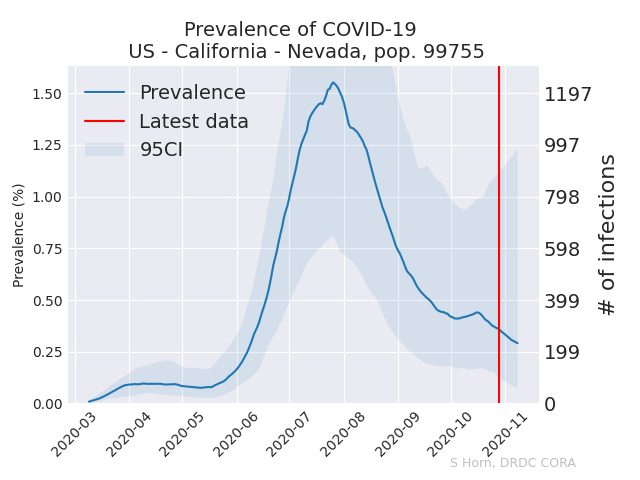 Prevalence of COVID-19
US - California - Nevada, pop. 99755
Prevalence
Latest data
95CI
Prevalence (%)
1.50
1.25
1.00
0.75
0.50
0.25
0.00
1197
997
798
598
399
199
0
# of infections
2020-03
2020-04
2020-05
2020-06
2020-07
2020-08
2020-09
2020-10
2020-11
S Horn, DRDC CORA